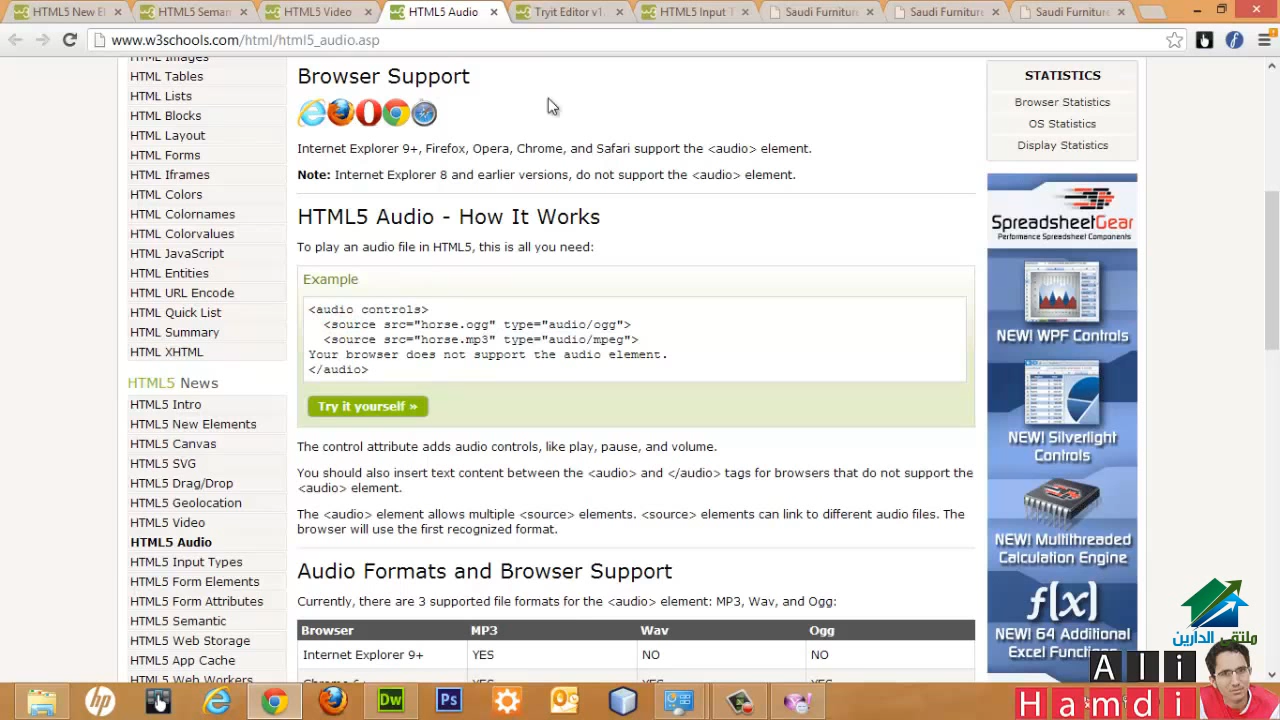 HTML5 New El
HTML5 Seman
HTML5 Video
HTML5 Audio
Tryit Editor v1.
HTML5 Input T
Saudi Furniture
Saudi Furniture
Saudi Furniture
www.w3schools.com/html/html5_audio.asp
HTML Images
HTML Tables
HTML Lists
HTML Blocks
HTML Layout
HTML Forms
HTML Iframes
HTML Colors
HTML Colornames
HTML Colorvalues
HTML JavaScript
HTML Entities
HTML URL Encode
HTML Quick List
HTML Summary
HTML XHTML
HTML5 News
HTML5 Intro
HTML5 New Elements
HTML5 Canvas
HTML5 SVG
HTML5 Drag/Drop
HTML5 Geolocation
HTML5 Video
HTML5 Audio
HTML5 Input Types
HTML5 Form Elements
HTML5 Form Attributes
HTML5 Semantic
HTML5 Web Storage
HTML5 App Cache
HTML5 Web Workers
Browser Support
Internet Explorer 9+, Firefox, Opera, Chrome, and Safari support the <audio> element.
Note: Internet Explorer 8 and earlier versions, do not support the <audio> element.
HTML5 Audio - How It Works
To play an audio file in HTML5, this is all you need:
Example
<audio controls>
<source src="horse.ogg" type="audio/ogg">
<source src="horse.mp3" type="audio/mpeg">
Your browser does not support the audio element.
</audio>
Try it yourself »
The control attribute adds audio controls, like play, pause, and volume.
You should also insert text content between the <audio> and </audio> tags for browsers that do not support the
<audio> element.
The <audio> element allows multiple <source> elements. <source> elements can link to different audio files. The
browser will use the first recognized format.
Audio Formats and Browser Support
Currently, there are 3 supported file formats for the <audio> element: MP3, Wav, and Ogg:
Browser MP3 Wav Ogg
Internet Explorer 9+ YES NO NO
STATISTICS
Browser Statistics
OS Statistics
Display Statistics
SpreadsheetGear
Performance Spreadsheet Components
NEW! WPF Controls
NEW! Silverlight
Controls
NEW! Multithreaded
Calculation Engine
f(x)
NEW! 64 Additional
Excel Functions
ملتقى الدارين
Ali
Hamdi
hp
Dw
Ps